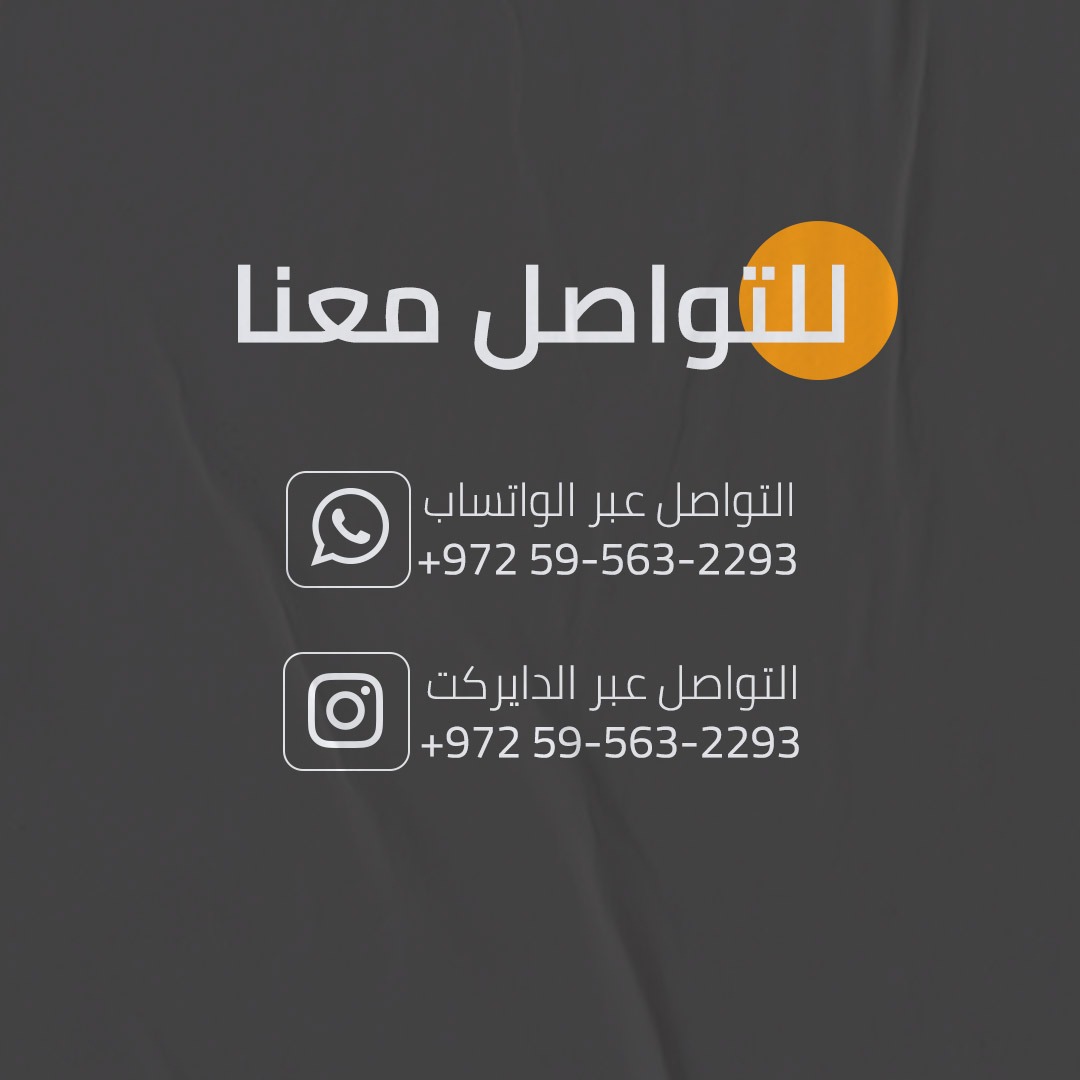 للتواصل معنا
التواصل عبر الواتساب
+972 59-563-2293
التواصل عبر الدايركت
+972 59-563-2293